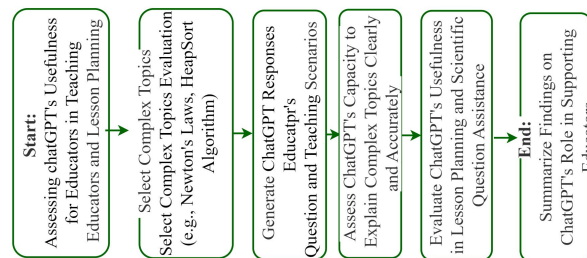 Start:
Assessing chatGPT's Usefulness
for Educators in Teaching
Educators and Lesson Planning
Select Complex Topics
Select Complex Topics Evaluation
(e.g., Newton's Laws, HeapSort
Algorithm)
Generate ChatGPT Responses
Educatpr's
Question and Teaching Scenarios
Assess ChatGPT's Capacity to
Explain Complex Topics Clearly
and Accurately
Evaluate ChatGPT's Usefulness
in Lesson Planning and Scientific
Question Assistance
End:
Summarize Findings on
ChatGPT's Role in Supporting